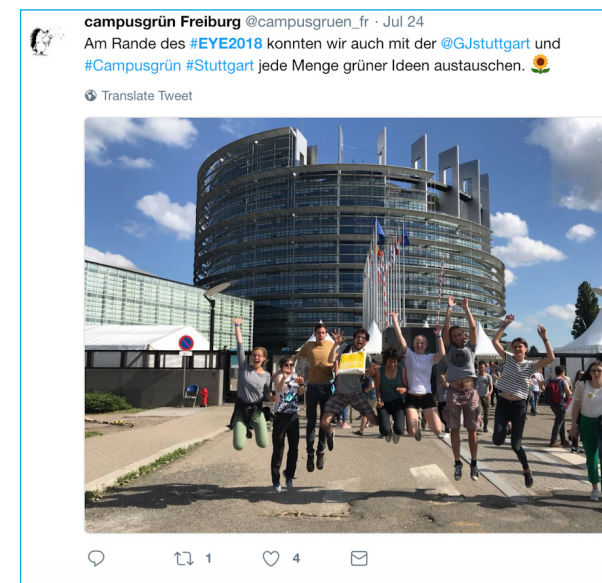 campusgrün Freiburg @campusgruen_fr · Jul 24
Am Rande des #EYE2018 konnten wir auch mit der @GJstuttgart und
#Campusgrün #Stuttgart jede Menge grüner Ideen austauschen. 🌻
Translate Tweet
1
4